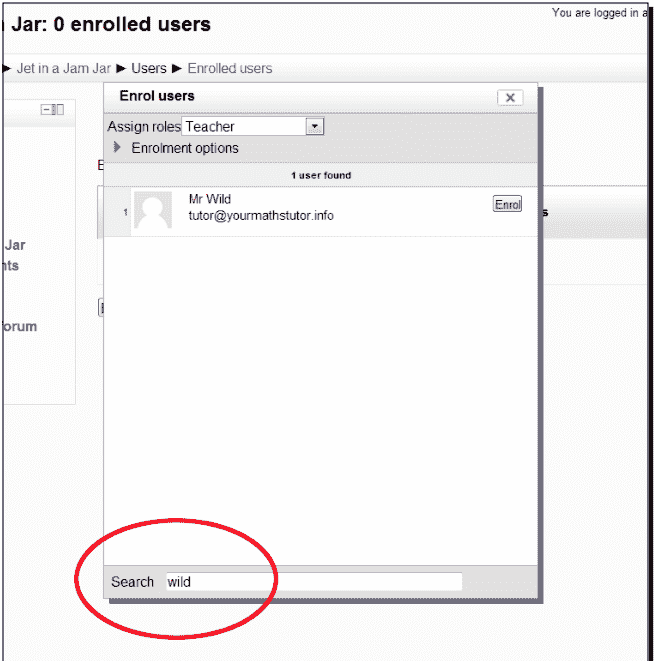 You are logged in a
Jar: 0 enrolled users
Jet in a Jam Jar ► Users ► Enrolled users
Enrol users
Assign roles Teacher
Enrolment options
1 user found
1
Mr Wild
tutor@yourmathstutor.info
Enrol
E
s
Jar
nts
orum
Search wild